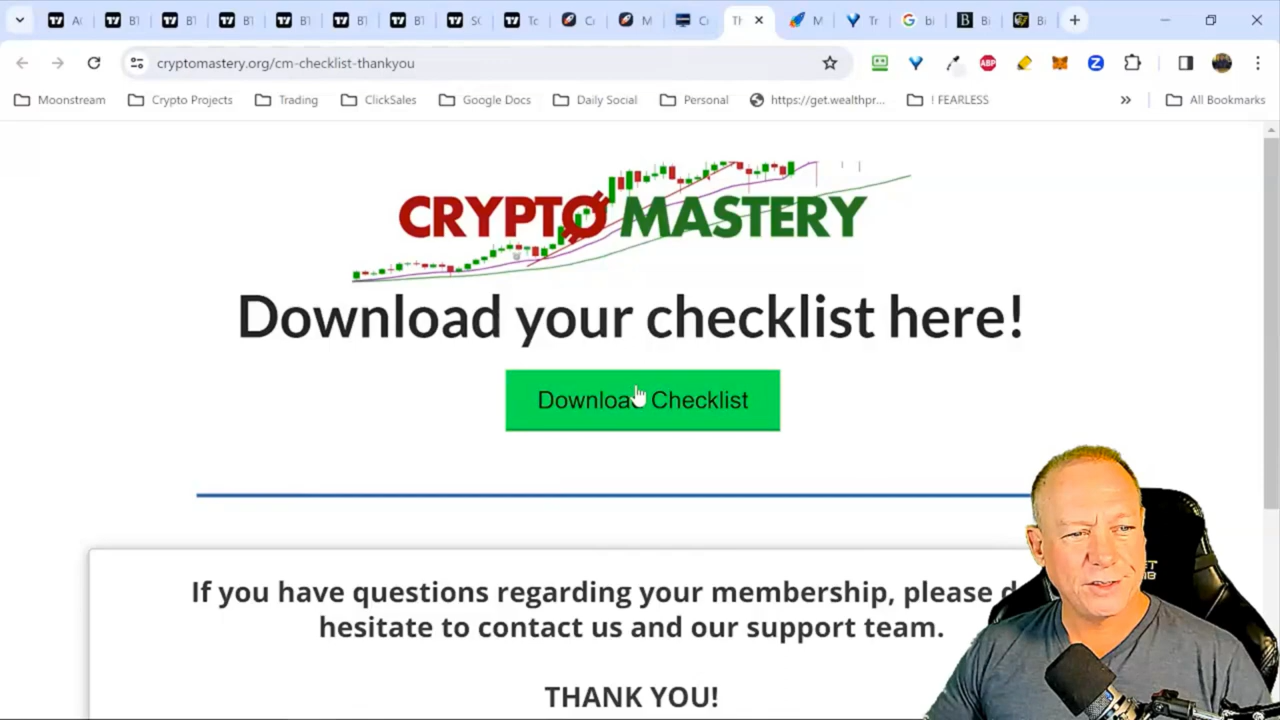 cryptomastery.org/cm-checklist-thankyou
Moonstream Crypto Projects Trading ClickSales Google Docs Daily Social Personal https://get.wealthpr... ! FEARLESS » All Bookmarks
CRYPTO MASTERY
Download your checklist here!
Download Checklist
If you have questions regarding your membership, please d
hesitate to contact us and our support team.
THANK YOU!